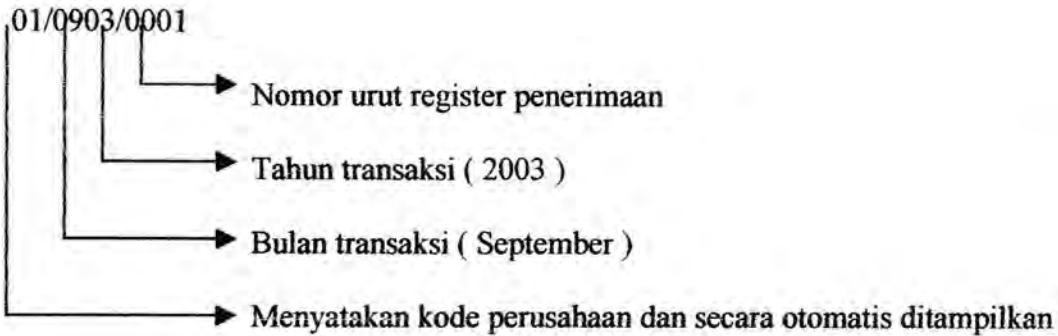 01/0903/0001
Nomor urut register penerimaan
Tahun transaksi ( 2003 )
Bulan transaksi ( September )
Menyatakan kode perusahaan dan secara otomatis ditampilkan